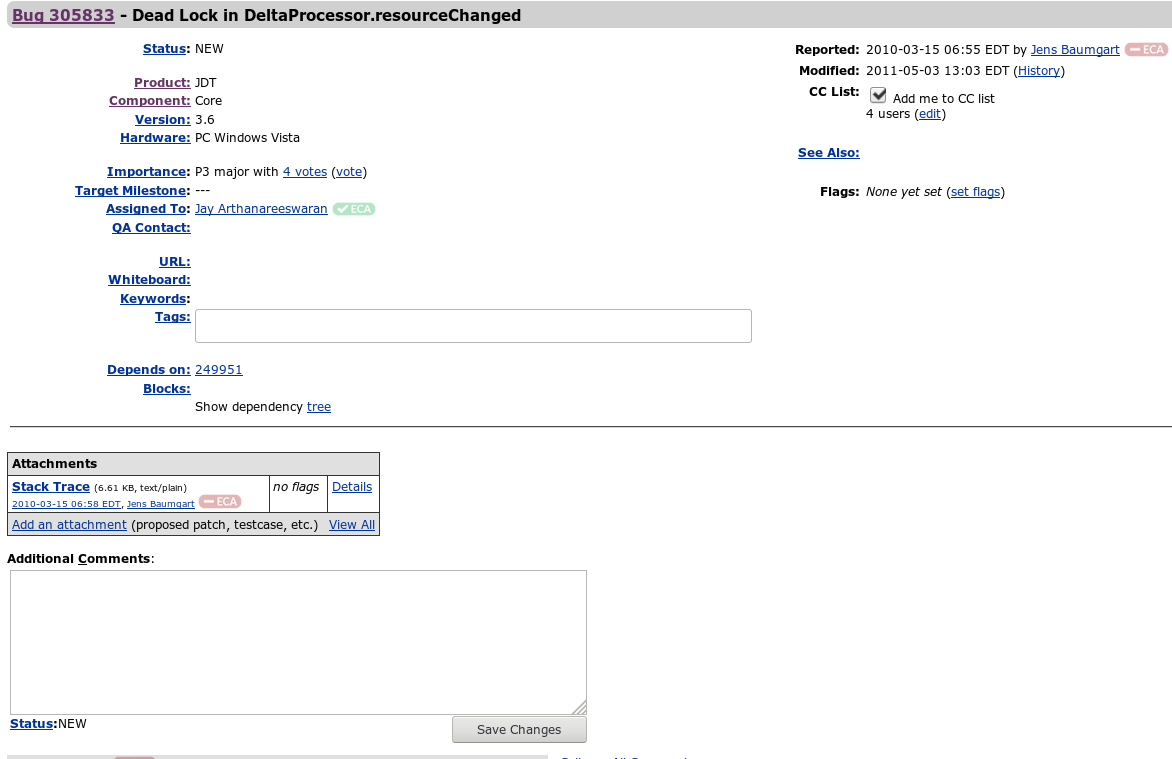 Bug 305833 - Dead Lock in DeltaProcessor.resourceChanged
Status: NEW
Product: JDT
Component: Core
Version: 3.6
Hardware: PC Windows Vista
Importance: P3 major with 4 votes (vote)
Target Milestone: ---
Assigned To: Jay Arthanareeswaran ECA
QA Contact:
URL:
Whiteboard:
Keywords:
Tags:
Depends on: 249951
Blocks:
Show dependency tree
Reported: 2010-03-15 06:55 EDT by Jens Baumgart ECA
Modified: 2011-05-03 13:03 EDT (History)
CC List: Add me to CC list
4 users (edit)
See Also:
Flags: None yet set (set flags)
Attachments
Stack Trace (6.61 KB, text/plain) no flags Details
2010-03-15 06:58 EDT, Jens Baumgart ECA
Add an attachment (proposed patch, testcase, etc.) View All
Additional Comments:
Status:NEW
Save Changes